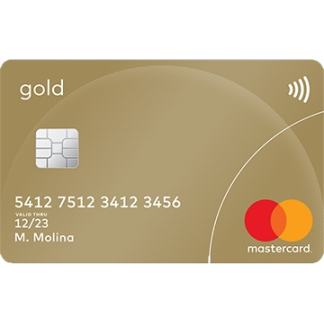 gold
5412 7512 3412 3456
VALID THRU
12/23
M. Molina
mastercard